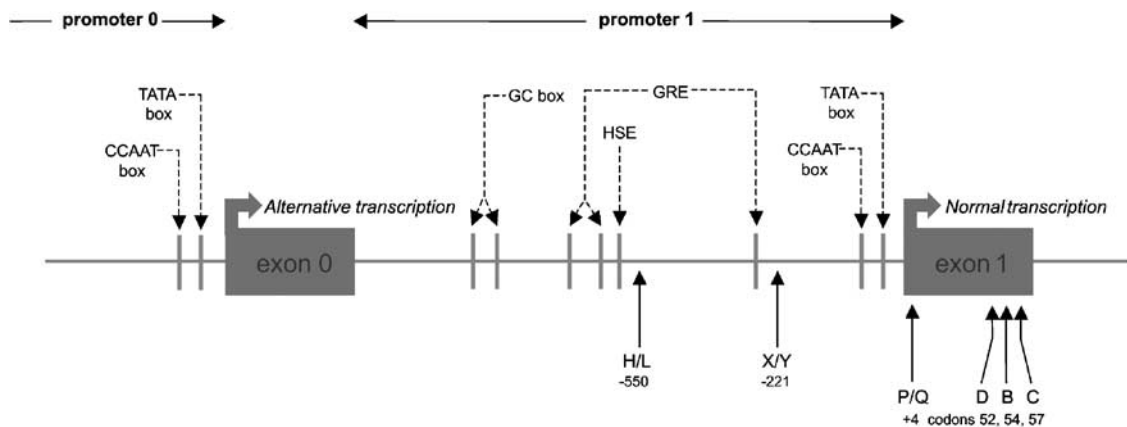 promoter 0
promoter 1
TATA
box
GC box
GRE
TATA
box
HSE
CCAAT
box
CCAAT
box
Alternative transcription
Normal transcription
exon 0
exon 1
H/L
-550
X/Y
-221
P/Q
D B C
+4 codons 52, 54, 57